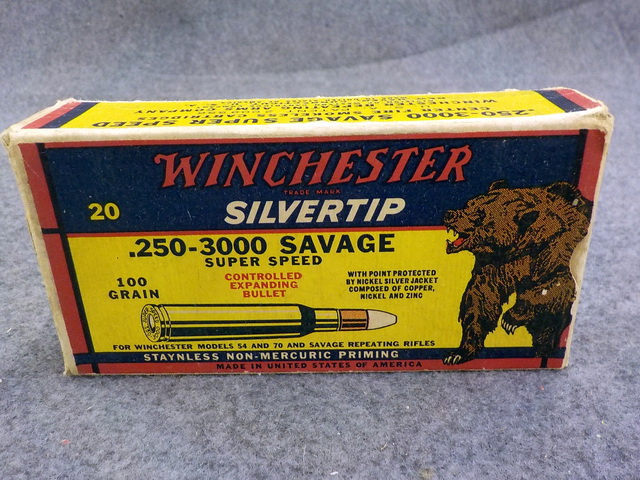 .250-3000 SAVAGE SUPER SPEED
WINCHESTER
TRADE MARK
20
SILVERTIP
.250-3000 SAVAGE
SUPER SPEED
100
GRAIN
CONTROLLED
EXPANDING
BULLET
WITH POINT PROTECTED
BY NICKEL SILVER JACKET
COMPOSED OF COPPER,
NICKEL AND ZINC
FOR WINCHESTER MODELS 54 AND 70 AND SAVAGE REPEATING RIFLES
STAYNLESS NON-MERCURIC PRIMING
MADE IN UNITED STATES OF AMERICA